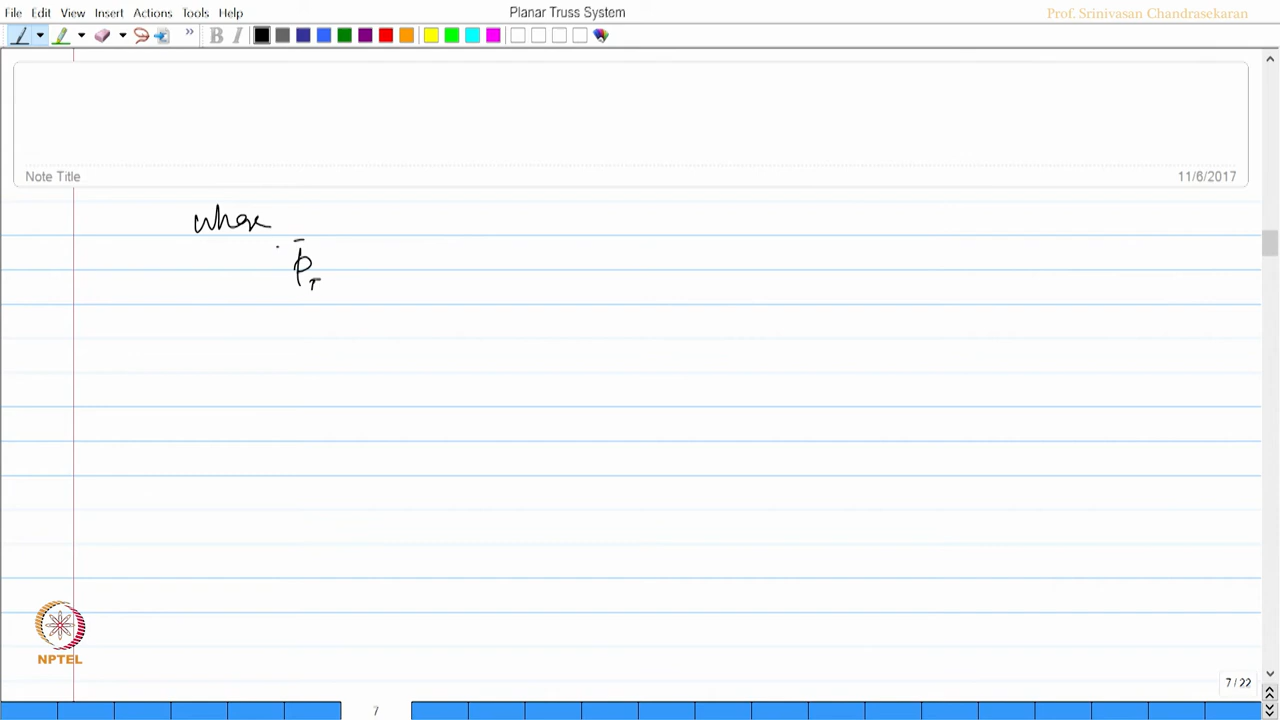 File Edit View Insert Actions Tools Help
Planar Truss System
Prof. Srinivasan Chandrasekaran
B I
Note Title
11/6/2017
where
p̄
NPTEL
7 / 22
7